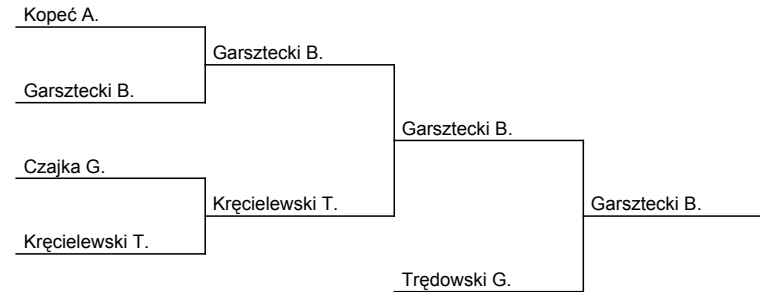 Kopeć A.
Garsztecki B.
Garsztecki B.
Garsztecki B.
Czajka G.
Kręcielewski T.
Garsztecki B.
Kręcielewski T.
Trędowski G.